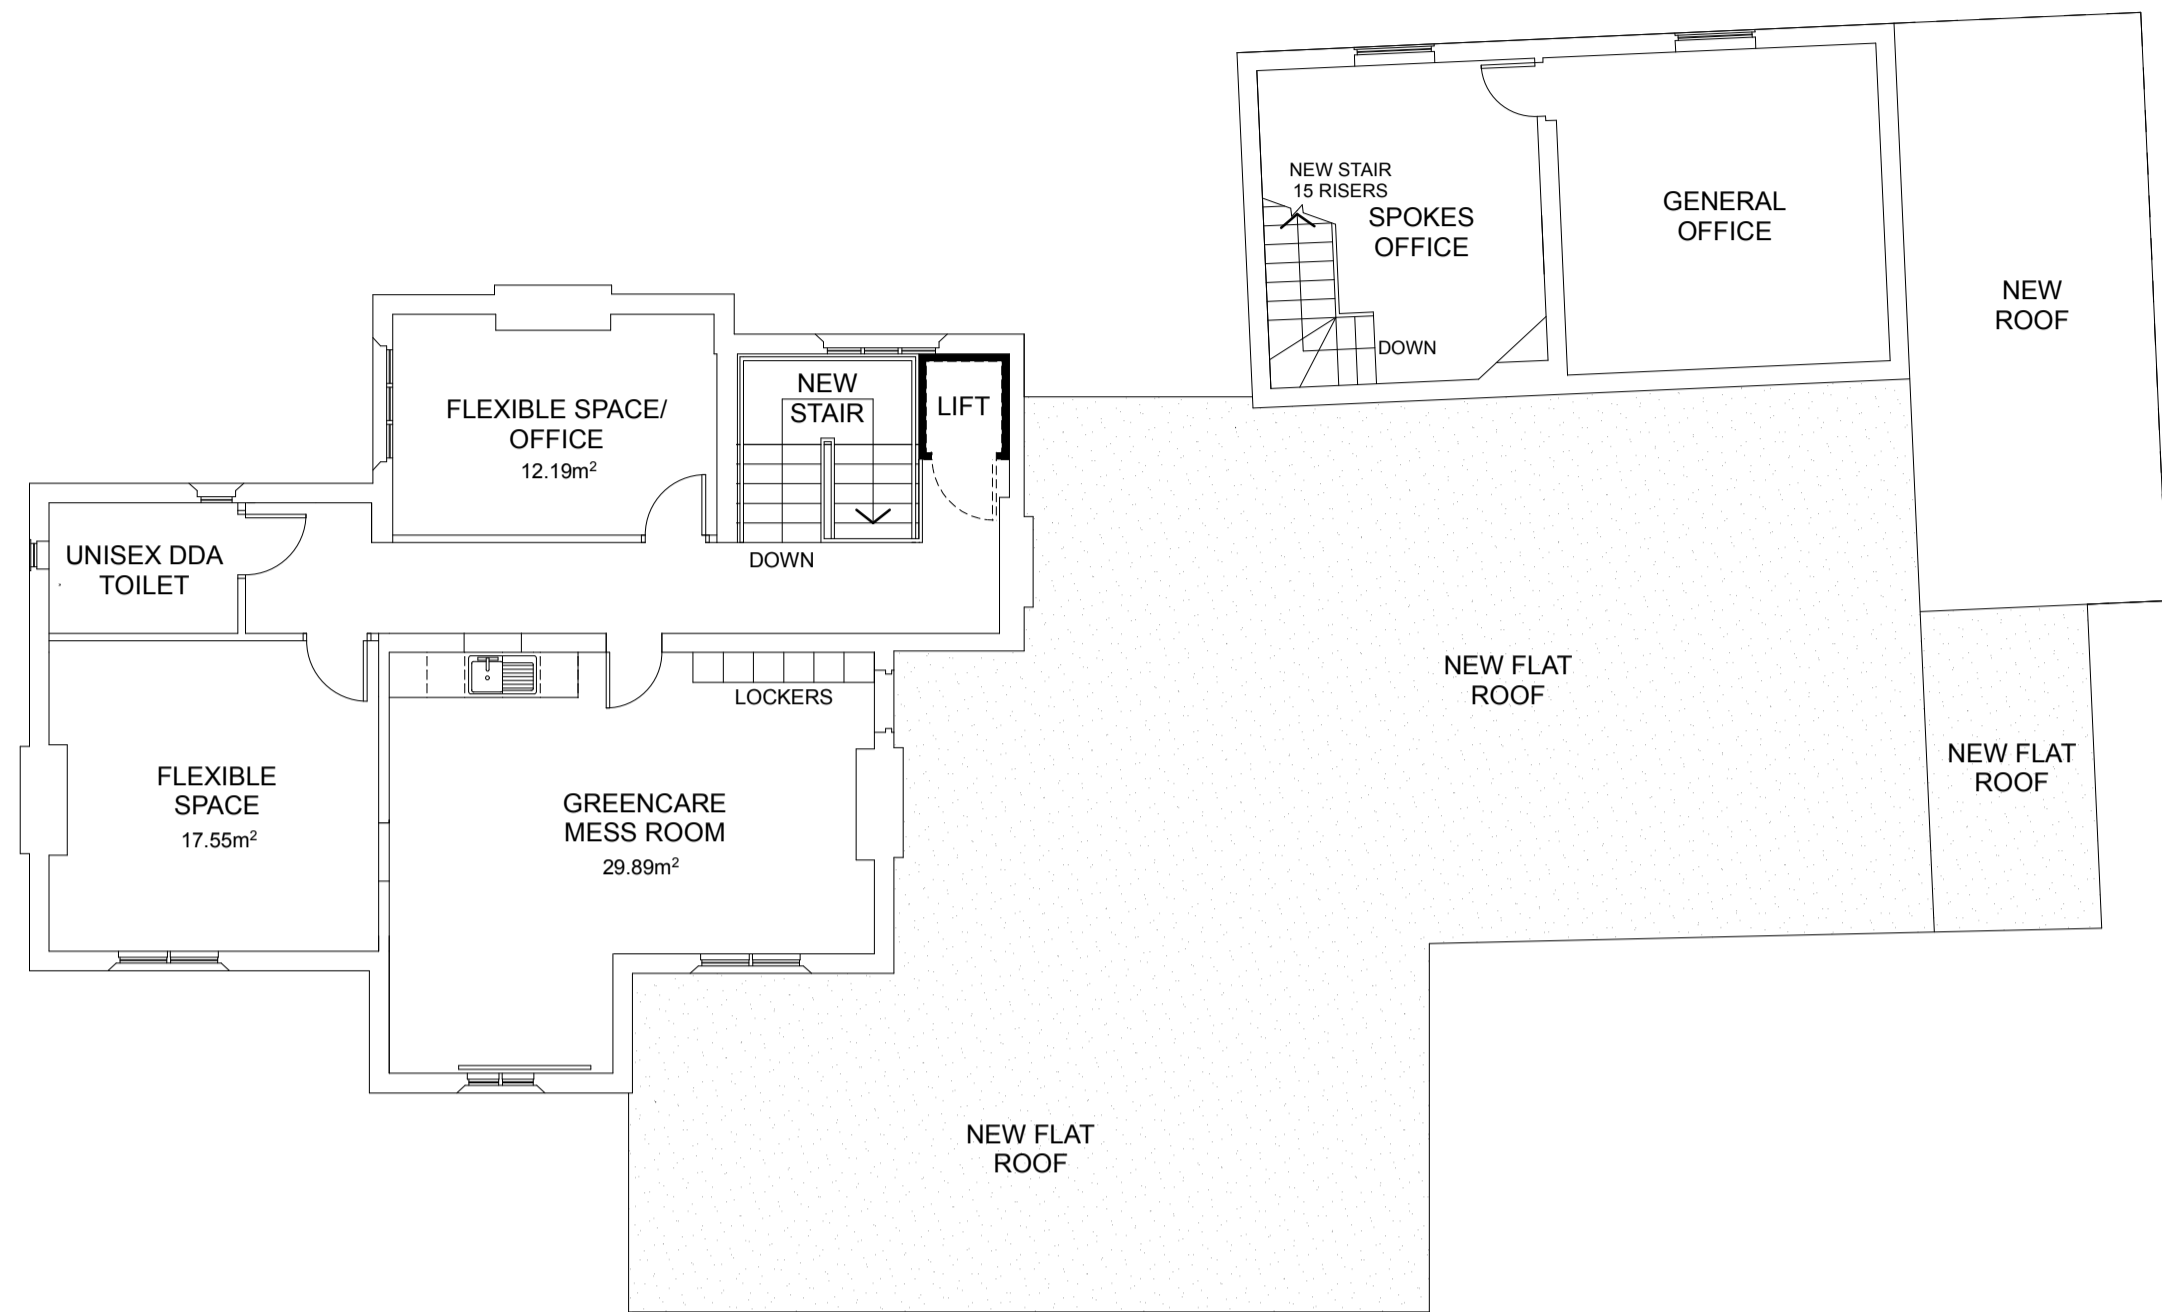 NEW STAIR
15 RISERS
SPOKES
OFFICE
DOWN
GENERAL
OFFICE
NEW
ROOF
FLEXIBLE SPACE/
OFFICE
12.19m²
NEW
STAIR
LIFT
DOWN
UNISEX DDA
TOILET
LOCKERS
FLEXIBLE
SPACE
17.55m²
GREENCARE
MESS ROOM
29.89m²
NEW FLAT
ROOF
NEW FLAT
ROOF
NEW FLAT
ROOF